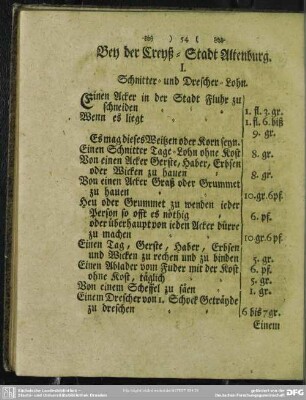 ) 54 (
Bey der Creyß-Stadt Altenburg.
I.
Schnitter- und Drescher-Lohn.
Einen Acker in der Stadt Fluhr zu
schneiden 1. fl. 2. gr.
Wenn es liegt 1. fl. 6. biß
9. gr.
Es mag dieses Weitzen oder Korn seyn.
Einen Schnitter Tage-Lohn ohne Kost 8. gr.
Von einen Acker Gerste, Haber, Erbsen
oder Wicken zu hauen 8. gr.
Von einen Acker Graß oder Grummet
zu hauen 10. gr. 6 pf.
Heu oder Grummet zu wenden jeder
Person so offt es nöthig 6. pf.
oder überhaupt von jeden Acker dürre
zu machen 10. gr. 6 pf.
Einen Tag, Gerste, Haber, Erbsen
und Wicken zu rechen und zu binden 5. gr.
Einen Ablader vom Fuder mit der Kost 6. pf.
ohne Kost, täglich 5. gr.
Von einem Scheffel zu säen 1. gr.
Einem Drescher von 1. Schock Geträyde
zu dreschen 6 bis 7 gr.
Einem